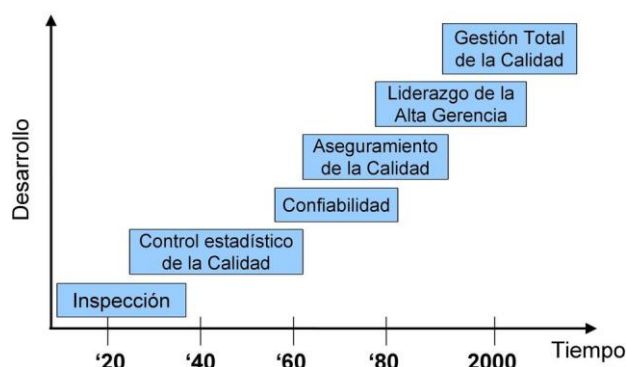 Gestión Total
de la Calidad
Liderazgo de la
Alta Gerencia
Aseguramiento
de la Calidad
Confiabilidad
Control estadístico
de la Calidad
Inspección
Desarrollo
‘20
‘40
‘60
‘80
2000
Tiempo